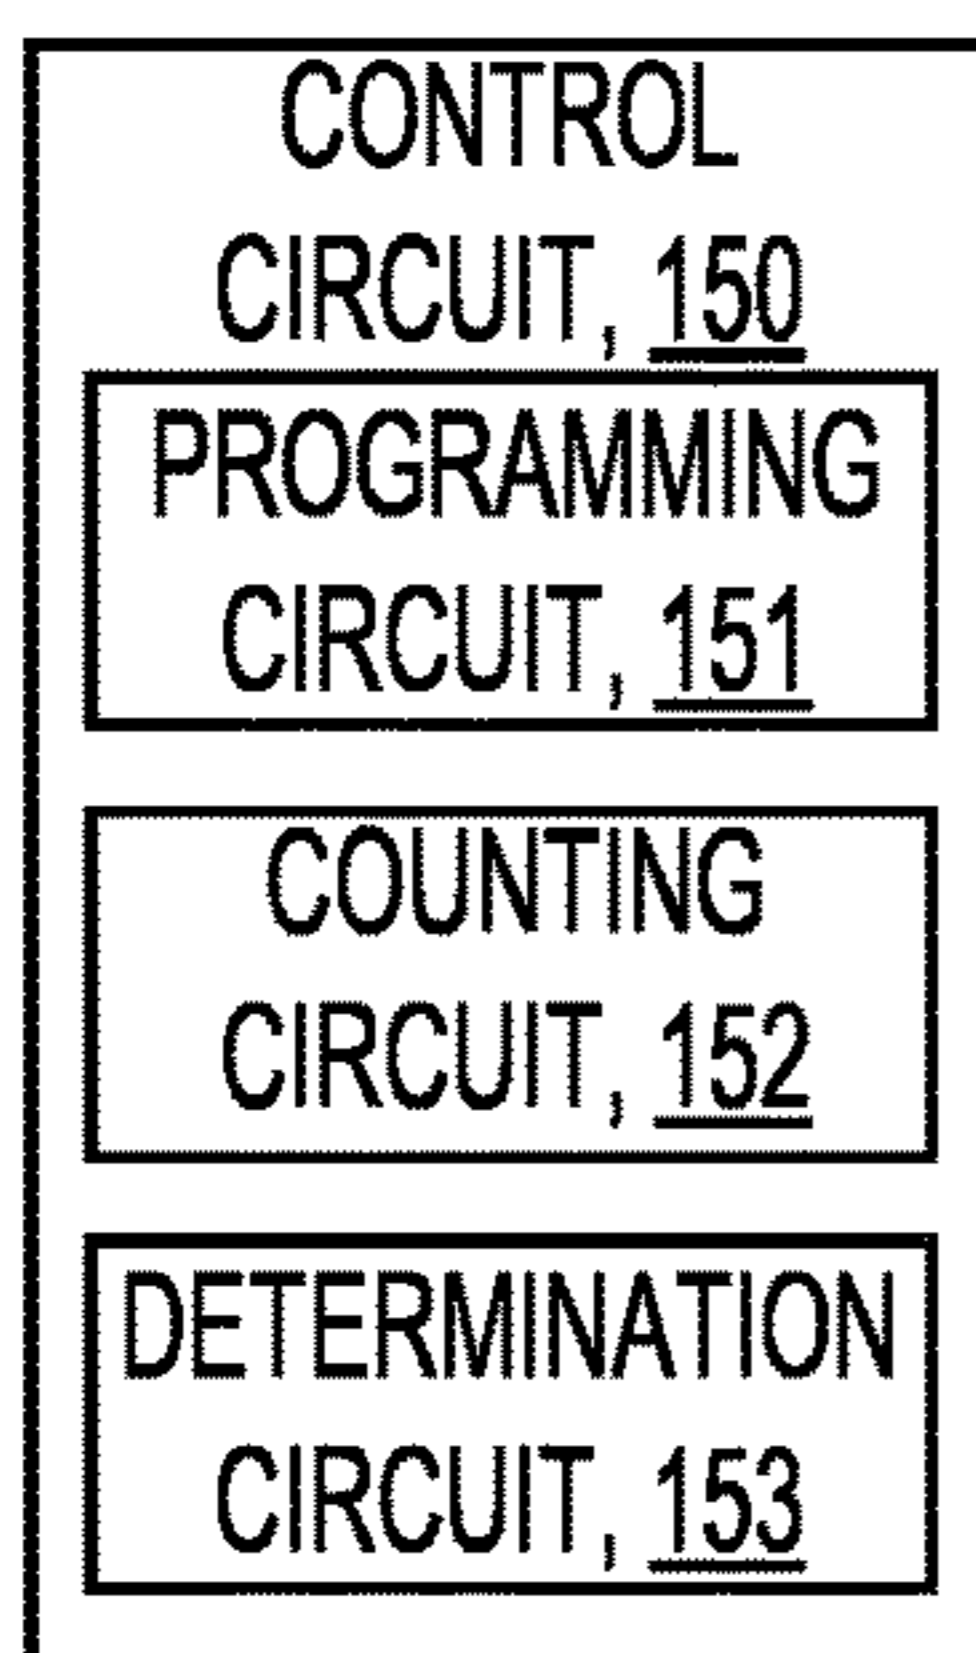 CONTROL
CIRCUIT, 150
PROGRAMMING
CIRCUIT, 151
COUNTING
CIRCUIT, 152
DETERMINATION
CIRCUIT, 153